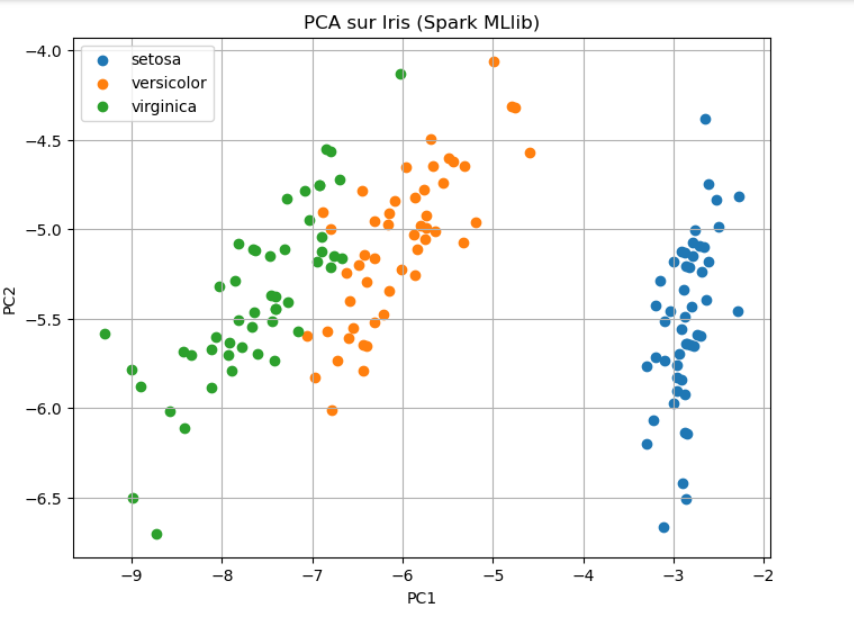 PCA sur Iris (Spark MLlib)
setosa
versicolor
virginica
−4.0
−4.5
−5.0
−5.5
−6.0
−6.5
PC2
−9 −8 −7 −6 −5 −4 −3 −2
PC1